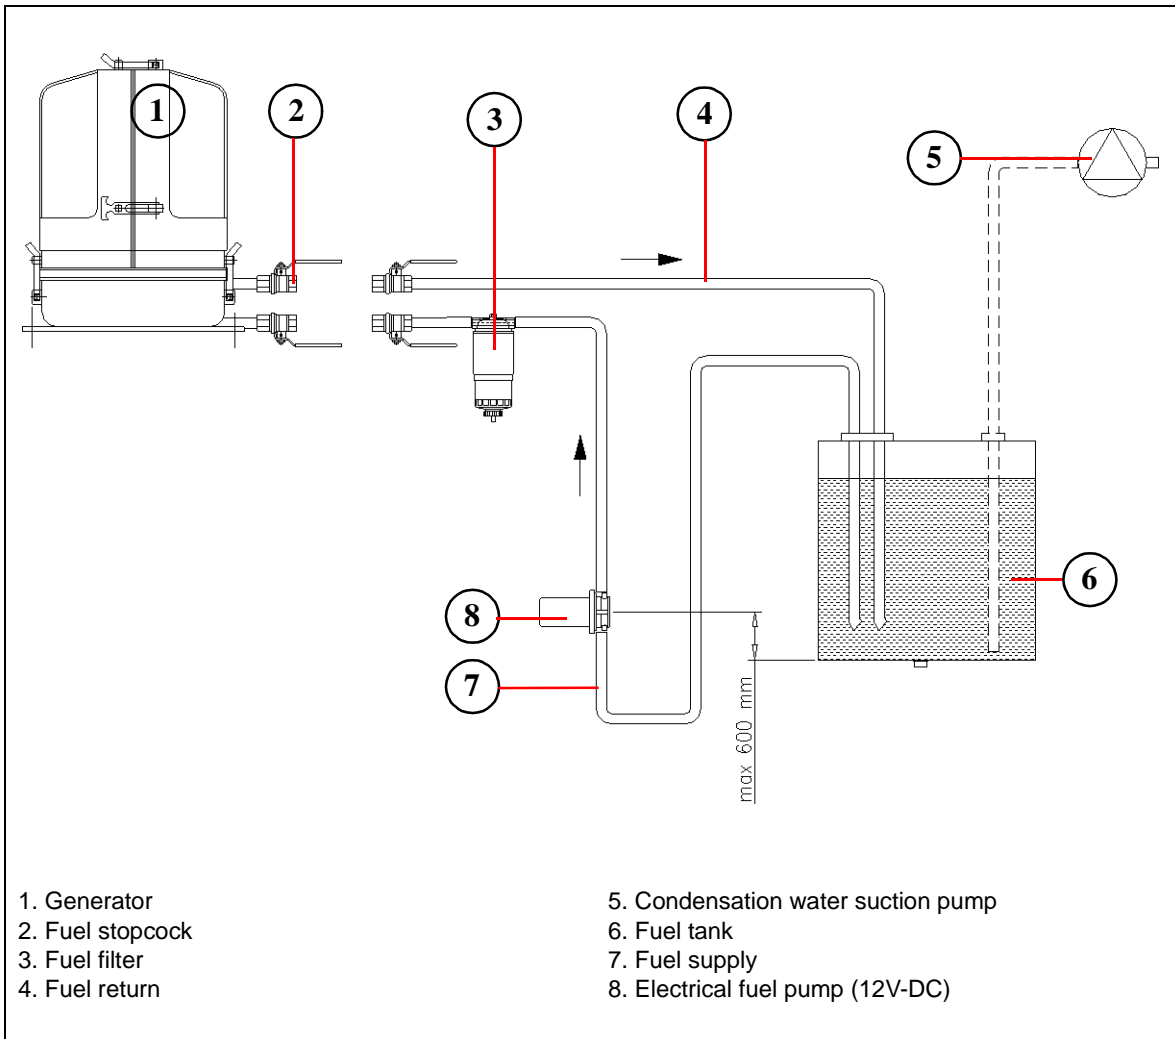 1
2
3
4
5
6
7
8
max 600 mm
1. Generator
2. Fuel stopcock
3. Fuel filter
4. Fuel return
5. Condensation water suction pump
6. Fuel tank
7. Fuel supply
8. Electrical fuel pump (12V-DC)